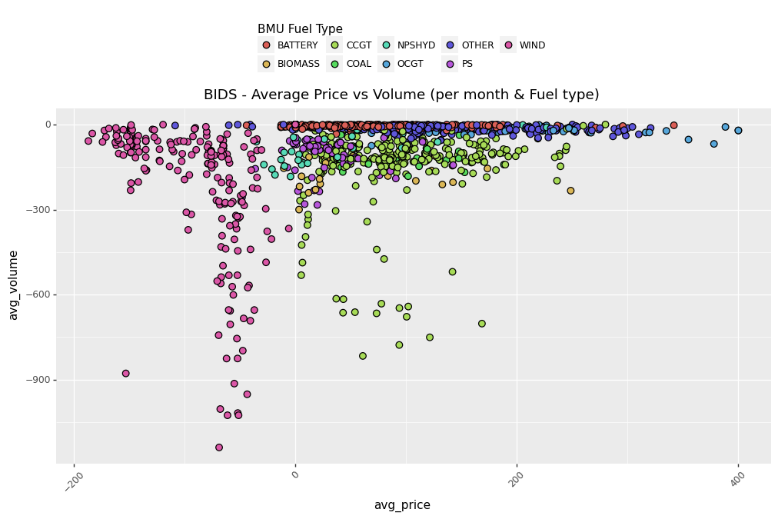 BMU Fuel Type
BATTERY CCGT NPSHYD OTHER WIND
BIOMASS COAL OCGT PS
BIDS - Average Price vs Volume (per month & Fuel type)
0
−300
−600
−900
avg_volume
−200 0 200 400
avg_price